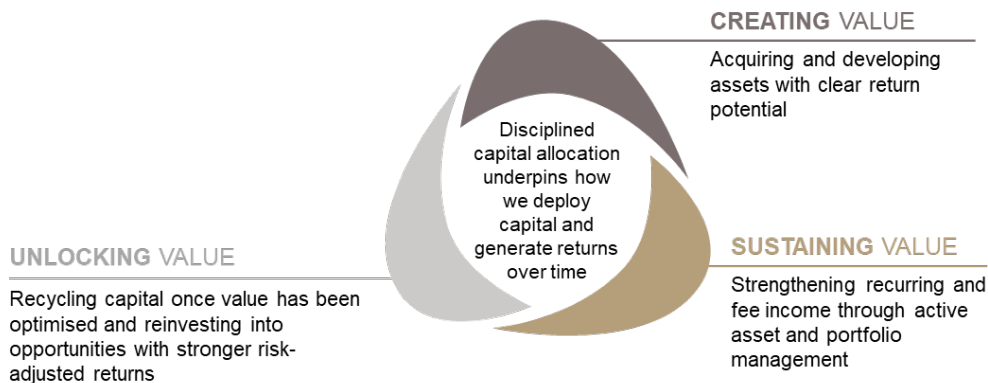 CREATING VALUE
Acquiring and developing
assets with clear return
potential
Disciplined
capital allocation
underpins how
we deploy
capital and
generate returns
over time
SUSTAINING VALUE
Strengthening recurring and
fee income through active
asset and portfolio
management
UNLOCKING VALUE
Recycling capital once value has been
optimised and reinvesting into
opportunities with stronger risk-
adjusted returns